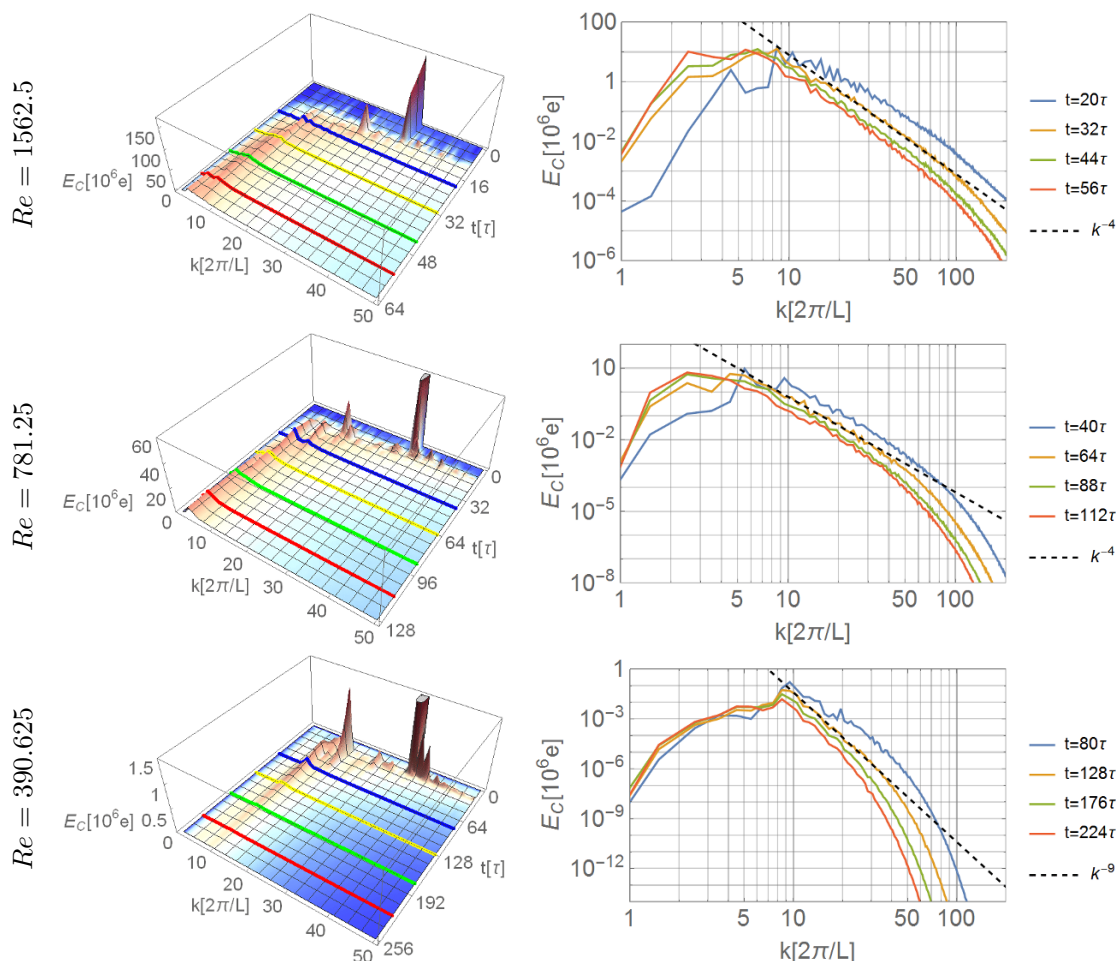 Re = 1562.5
150
100
50
0
E_C[10^6e]
10
20
30
40
50
k[2π/L]
0
16
32
48
64
t[τ]
100
1
10^-2
10^-4
10^-6
E_C[10^6e]
1
5
10
50
100
k[2π/L]
t=20τ
t=32τ
t=44τ
t=56τ
k^-4
Re = 781.25
60
40
20
0
E_C[10^6e]
10
20
30
40
50
k[2π/L]
0
32
64
96
128
t[τ]
10
10^-2
10^-5
10^-8
E_C[10^6e]
1
5
10
50
100
k[2π/L]
t=40τ
t=64τ
t=88τ
t=112τ
k^-4
Re = 390.625
1.5
1
0.5
0
E_C[10^6e]
10
20
30
40
50
k[2π/L]
0
64
128
192
256
t[τ]
1
10^-3
10^-6
10^-9
10^-12
E_C[10^6e]
1
5
10
50
100
k[2π/L]
t=80τ
t=128τ
t=176τ
t=224τ
k^-9